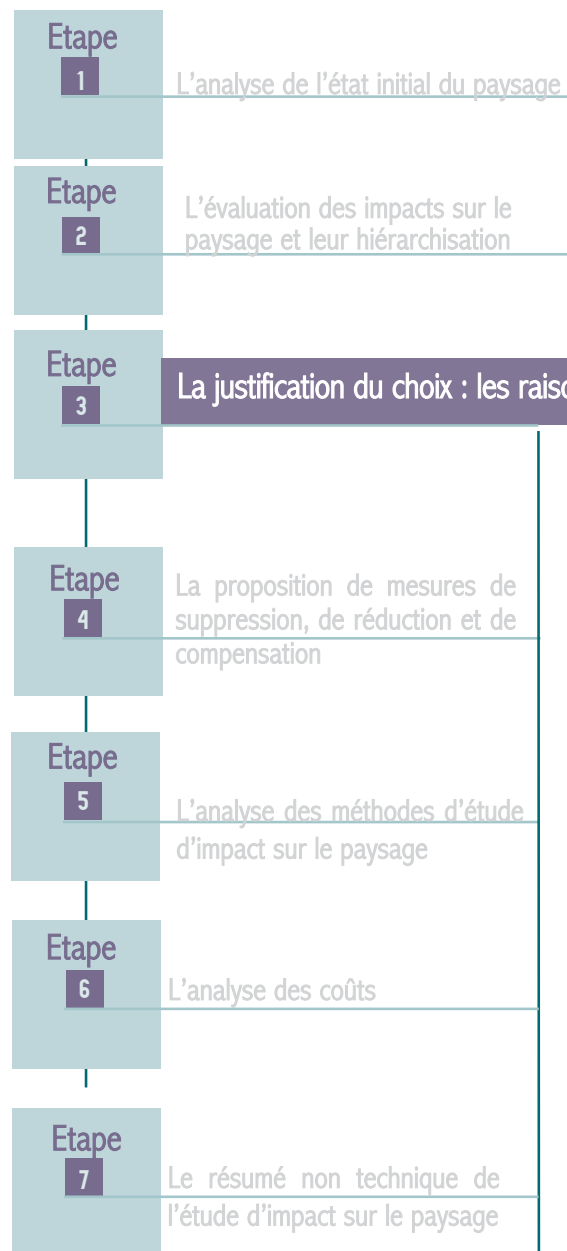 Etape
1
L’analyse de l’état initial du paysage
Etape
2
L’évaluation des impacts sur le
paysage et leur hiérarchisation
Etape
3
La justification du choix : les
Etape
4
La proposition de mesures de
suppression, de réduction et de
compensation
Etape
5
L’analyse des méthodes d’étude
d’impact sur le paysage
Etape
6
L’analyse des coûts
Etape
7
Le résumé non technique de
l’étude d’impact sur le paysage